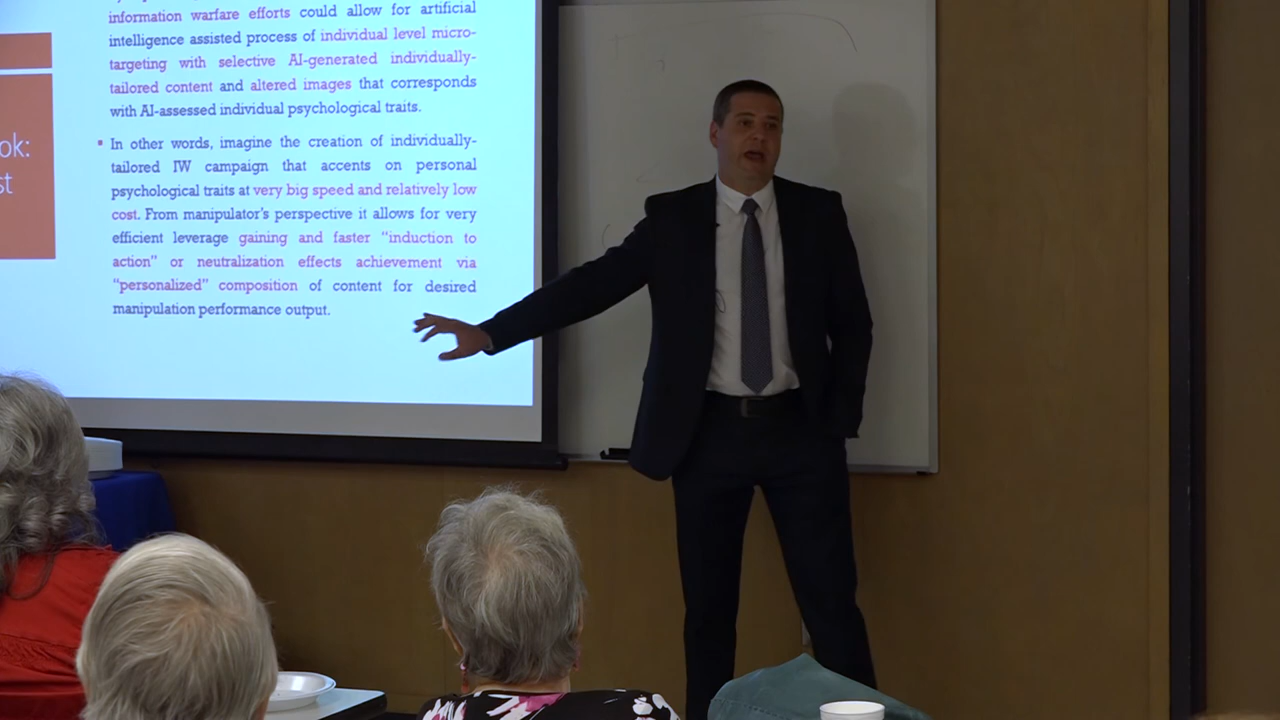 information warfare efforts could allow for artificial
intelligence assisted process of individual level micro-
targeting with selective AI-generated individually-
tailored content and altered images that corresponds
with AI-assessed individual psychological traits.
ok:
st
In other words, imagine the creation of individually-
tailored IW campaign that accents on personal
psychological traits at very big speed and relatively low
cost. From manipulator's perspective it allows for very
efficient leverage gaining and faster “induction to
action” or neutralization effects achievement via
“personalized” composition of content for desired
manipulation performance output.